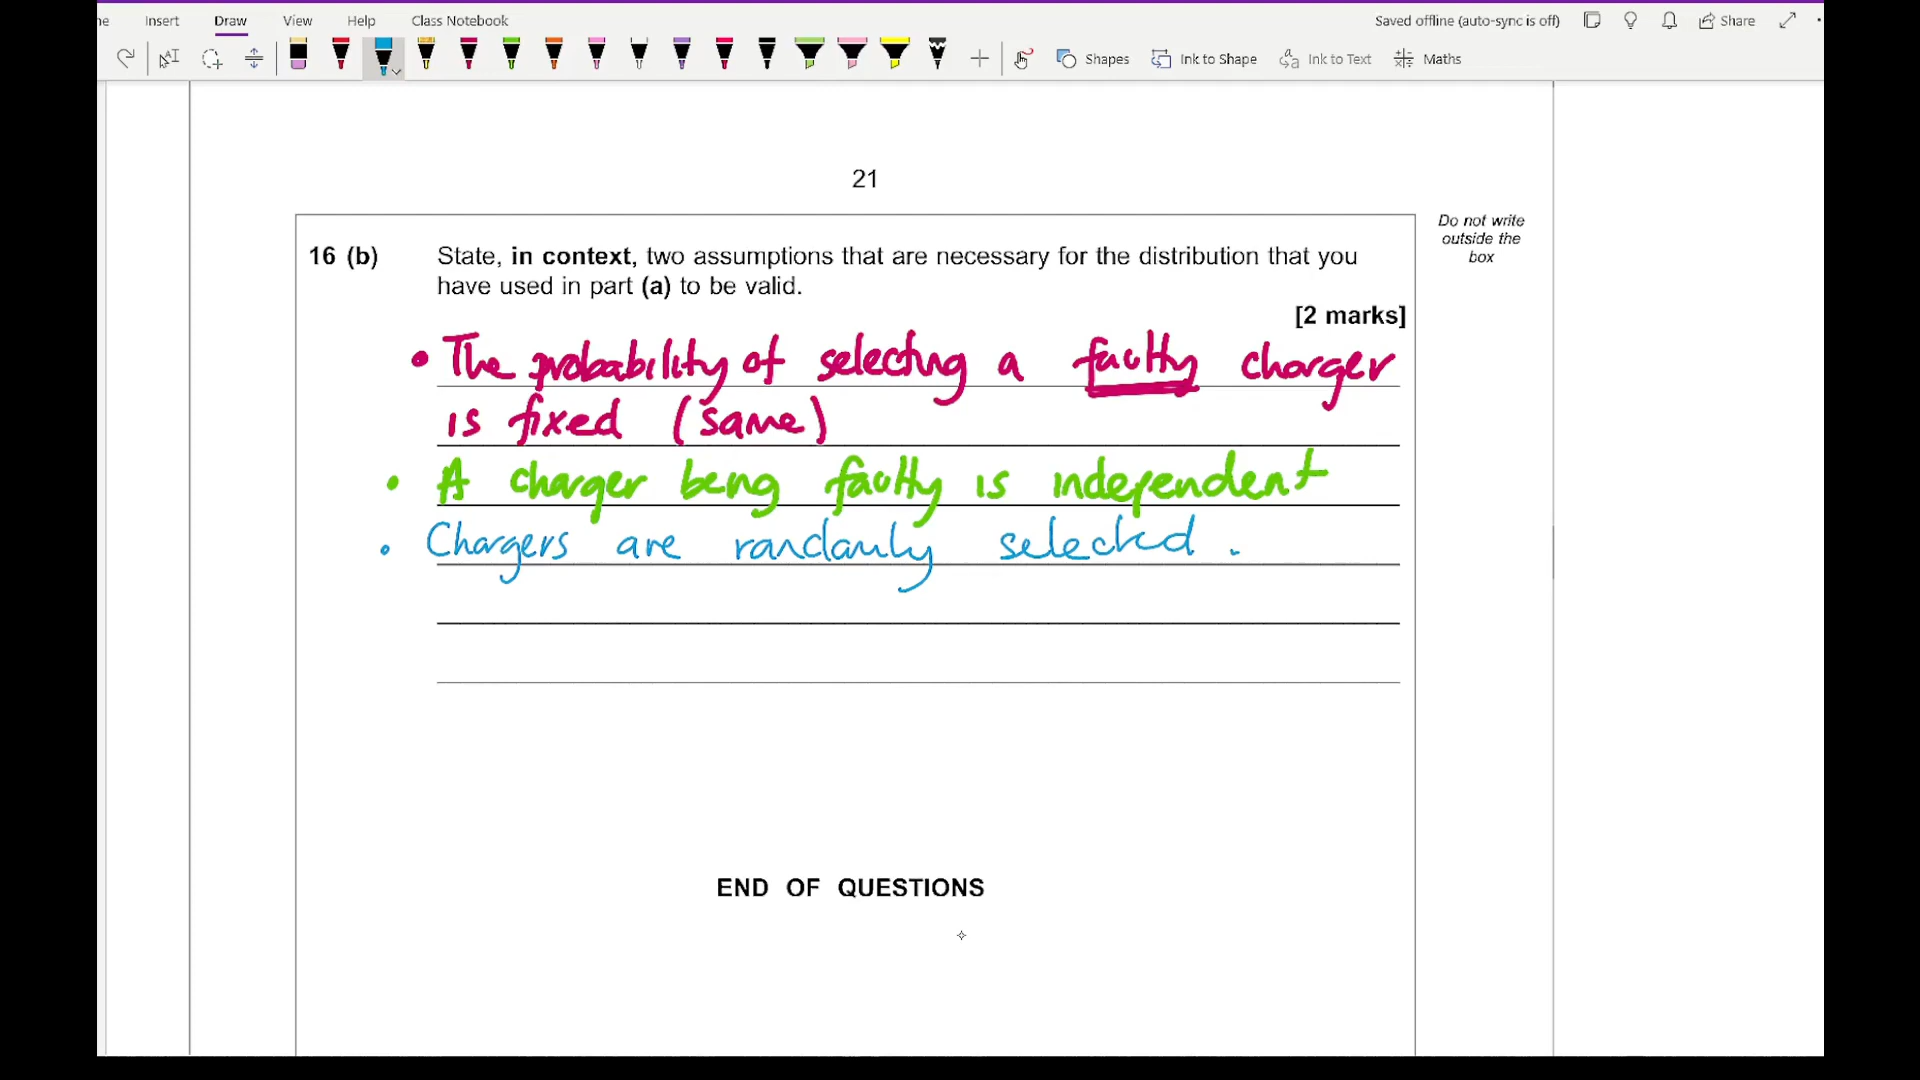 ne Insert Draw View Help Class Notebook Saved offline (auto-sync is off) Share
Shapes Ink to Shape Ink to Text Maths
21
Do not write
outside the
box
16 (b) State, in context, two assumptions that are necessary for the distribution that you
have used in part (a) to be valid.
[2 marks]
• The probability of selecting a faulty charger
is fixed (same)
• A charger being faulty is independent
• Chargers are randomly selected.
END OF QUESTIONS